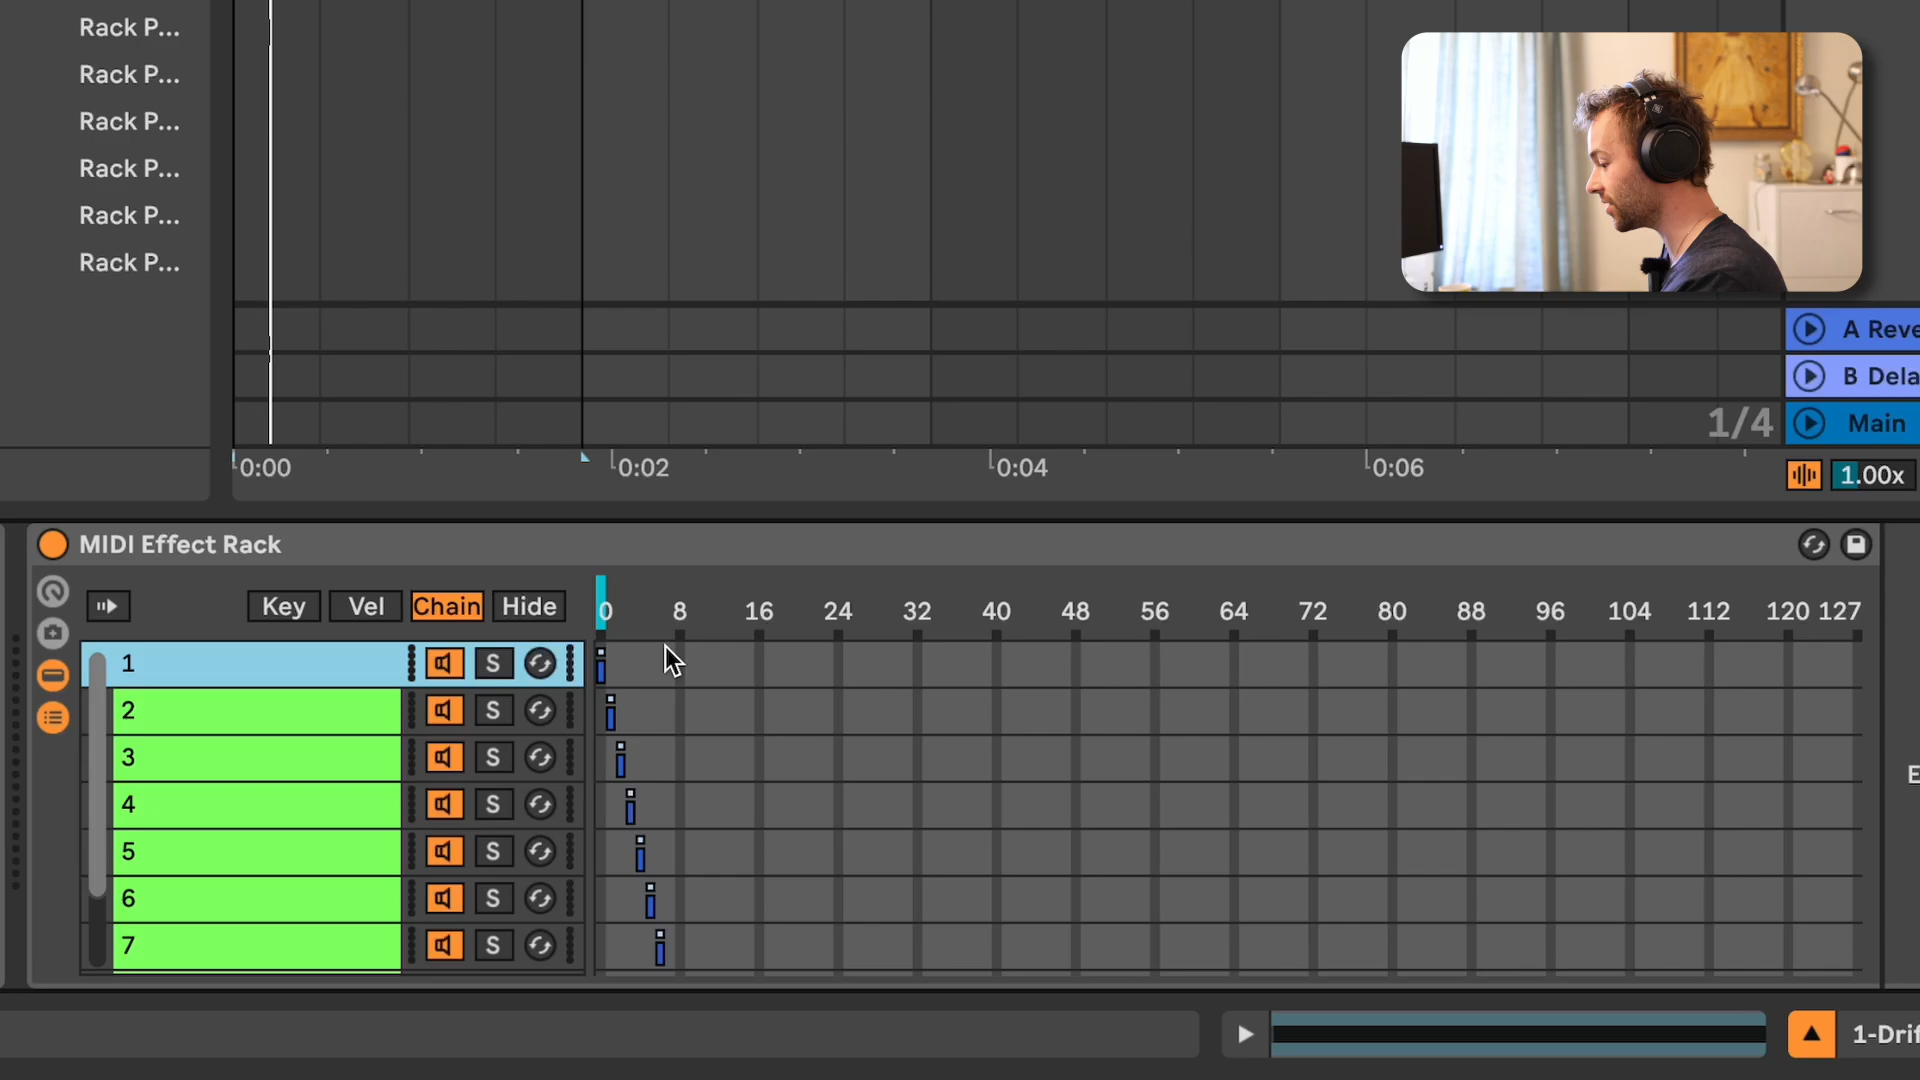 Rack P...
Rack P...
Rack P...
Rack P...
Rack P...
Rack P...
A Reve
B Dela
1/4 Main
0:00 0:02 0:04 0:06 1.00x
MIDI Effect Rack
Key Vel Chain Hide 0 8 16 24 32 40 48 56 64 72 80 88 96 104 112 120 127
1 S
2 S
3 S
4 S
5 S
6 S
7 S
E
1-Drif